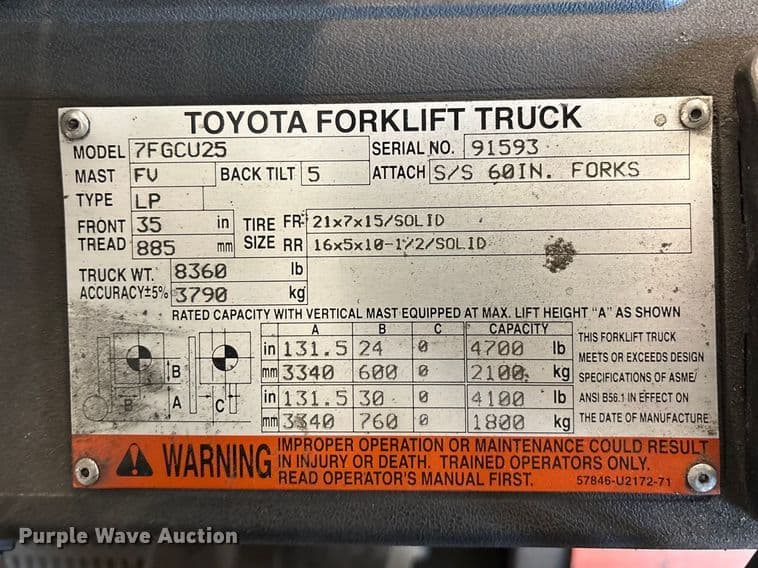 TOYOTA FORKLIFT TRUCK
MODEL 7FGCU25 SERIAL NO. 91593
MAST FV BACK TILT 5 ATTACH S/S 60IN. FORKS
TYPE LP
FRONT TREAD 35 in TIRE SIZE FR 21x7x15/SOLID
885 mm RR 16x5x10-1/2/SOLID
TRUCK WT. 8360 lb
ACCURACY±5% 3790 kg
RATED CAPACITY WITH VERTICAL MAST EQUIPPED AT MAX. LIFT HEIGHT "A" AS SHOWN
A B C CAPACITY
in 131.5 24 0 4700 lb
mm 3340 600 0 2100 kg
in 131.5 30 0 4100 lb
mm 3340 760 0 1800 kg
B
A
C
B
THIS FORKLIFT TRUCK
MEETS OR EXCEEDS DESIGN
SPECIFICATIONS OF ASME/
ANSI B56.1 IN EFFECT ON
THE DATE OF MANUFACTURE
WARNING
IMPROPER OPERATION OR MAINTENANCE COULD RESULT
IN INJURY OR DEATH. TRAINED OPERATORS ONLY.
READ OPERATOR'S MANUAL FIRST.
57846-U2172-71
Purple Wave Auction